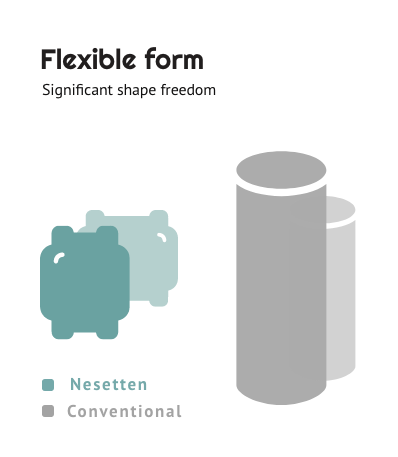 Flexible form
Significant shape freedom
Nesetten
Conventional